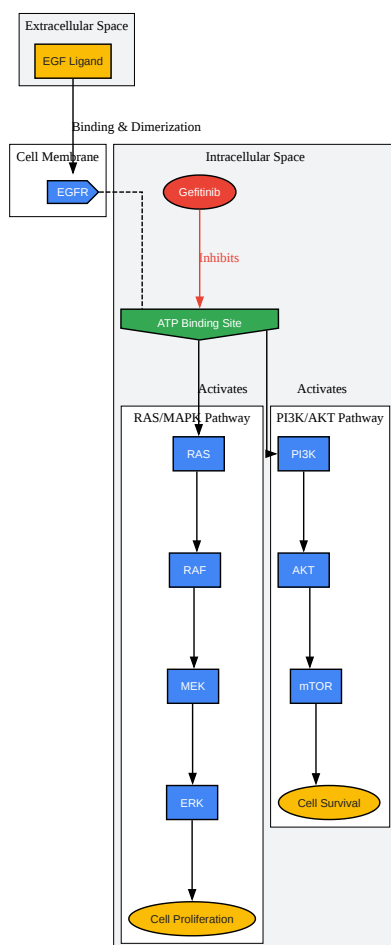 Extracellular Space
EGF Ligand
Binding & Dimerization
Cell Membrane
Intracellular Space
EGFR
Gefitinib
Inhibits
ATP Binding Site
Activates
Activates
RAS/MAPK Pathway
PI3K/AKT Pathway
RAS
PI3K
RAF
AKT
MEK
mTOR
ERK
Cell Survival
Cell Proliferation